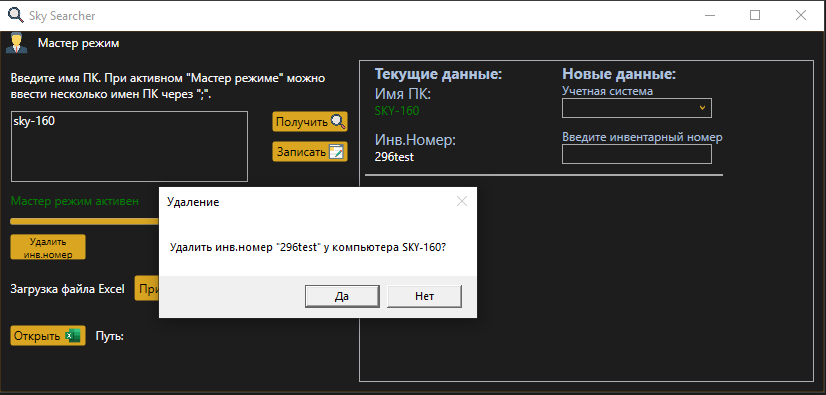 Sky Searcher
Мастер режим
Введите имя ПК. При активном "Мастер режиме" можно
ввести несколько имен ПК через ";".
sky-160
Получить
Записать
Мастер режим активен
Удалить
инв.номер
Загрузка файла Excel
При
Открыть
Путь:
Текущие данные:
Имя ПК:
SKY-160
Инв.Номер:
296test
Новые данные:
Учетная система
Введите инвентарный номер
Удаление
Удалить инв.номер "296test" у компьютера SKY-160?
Да
Нет